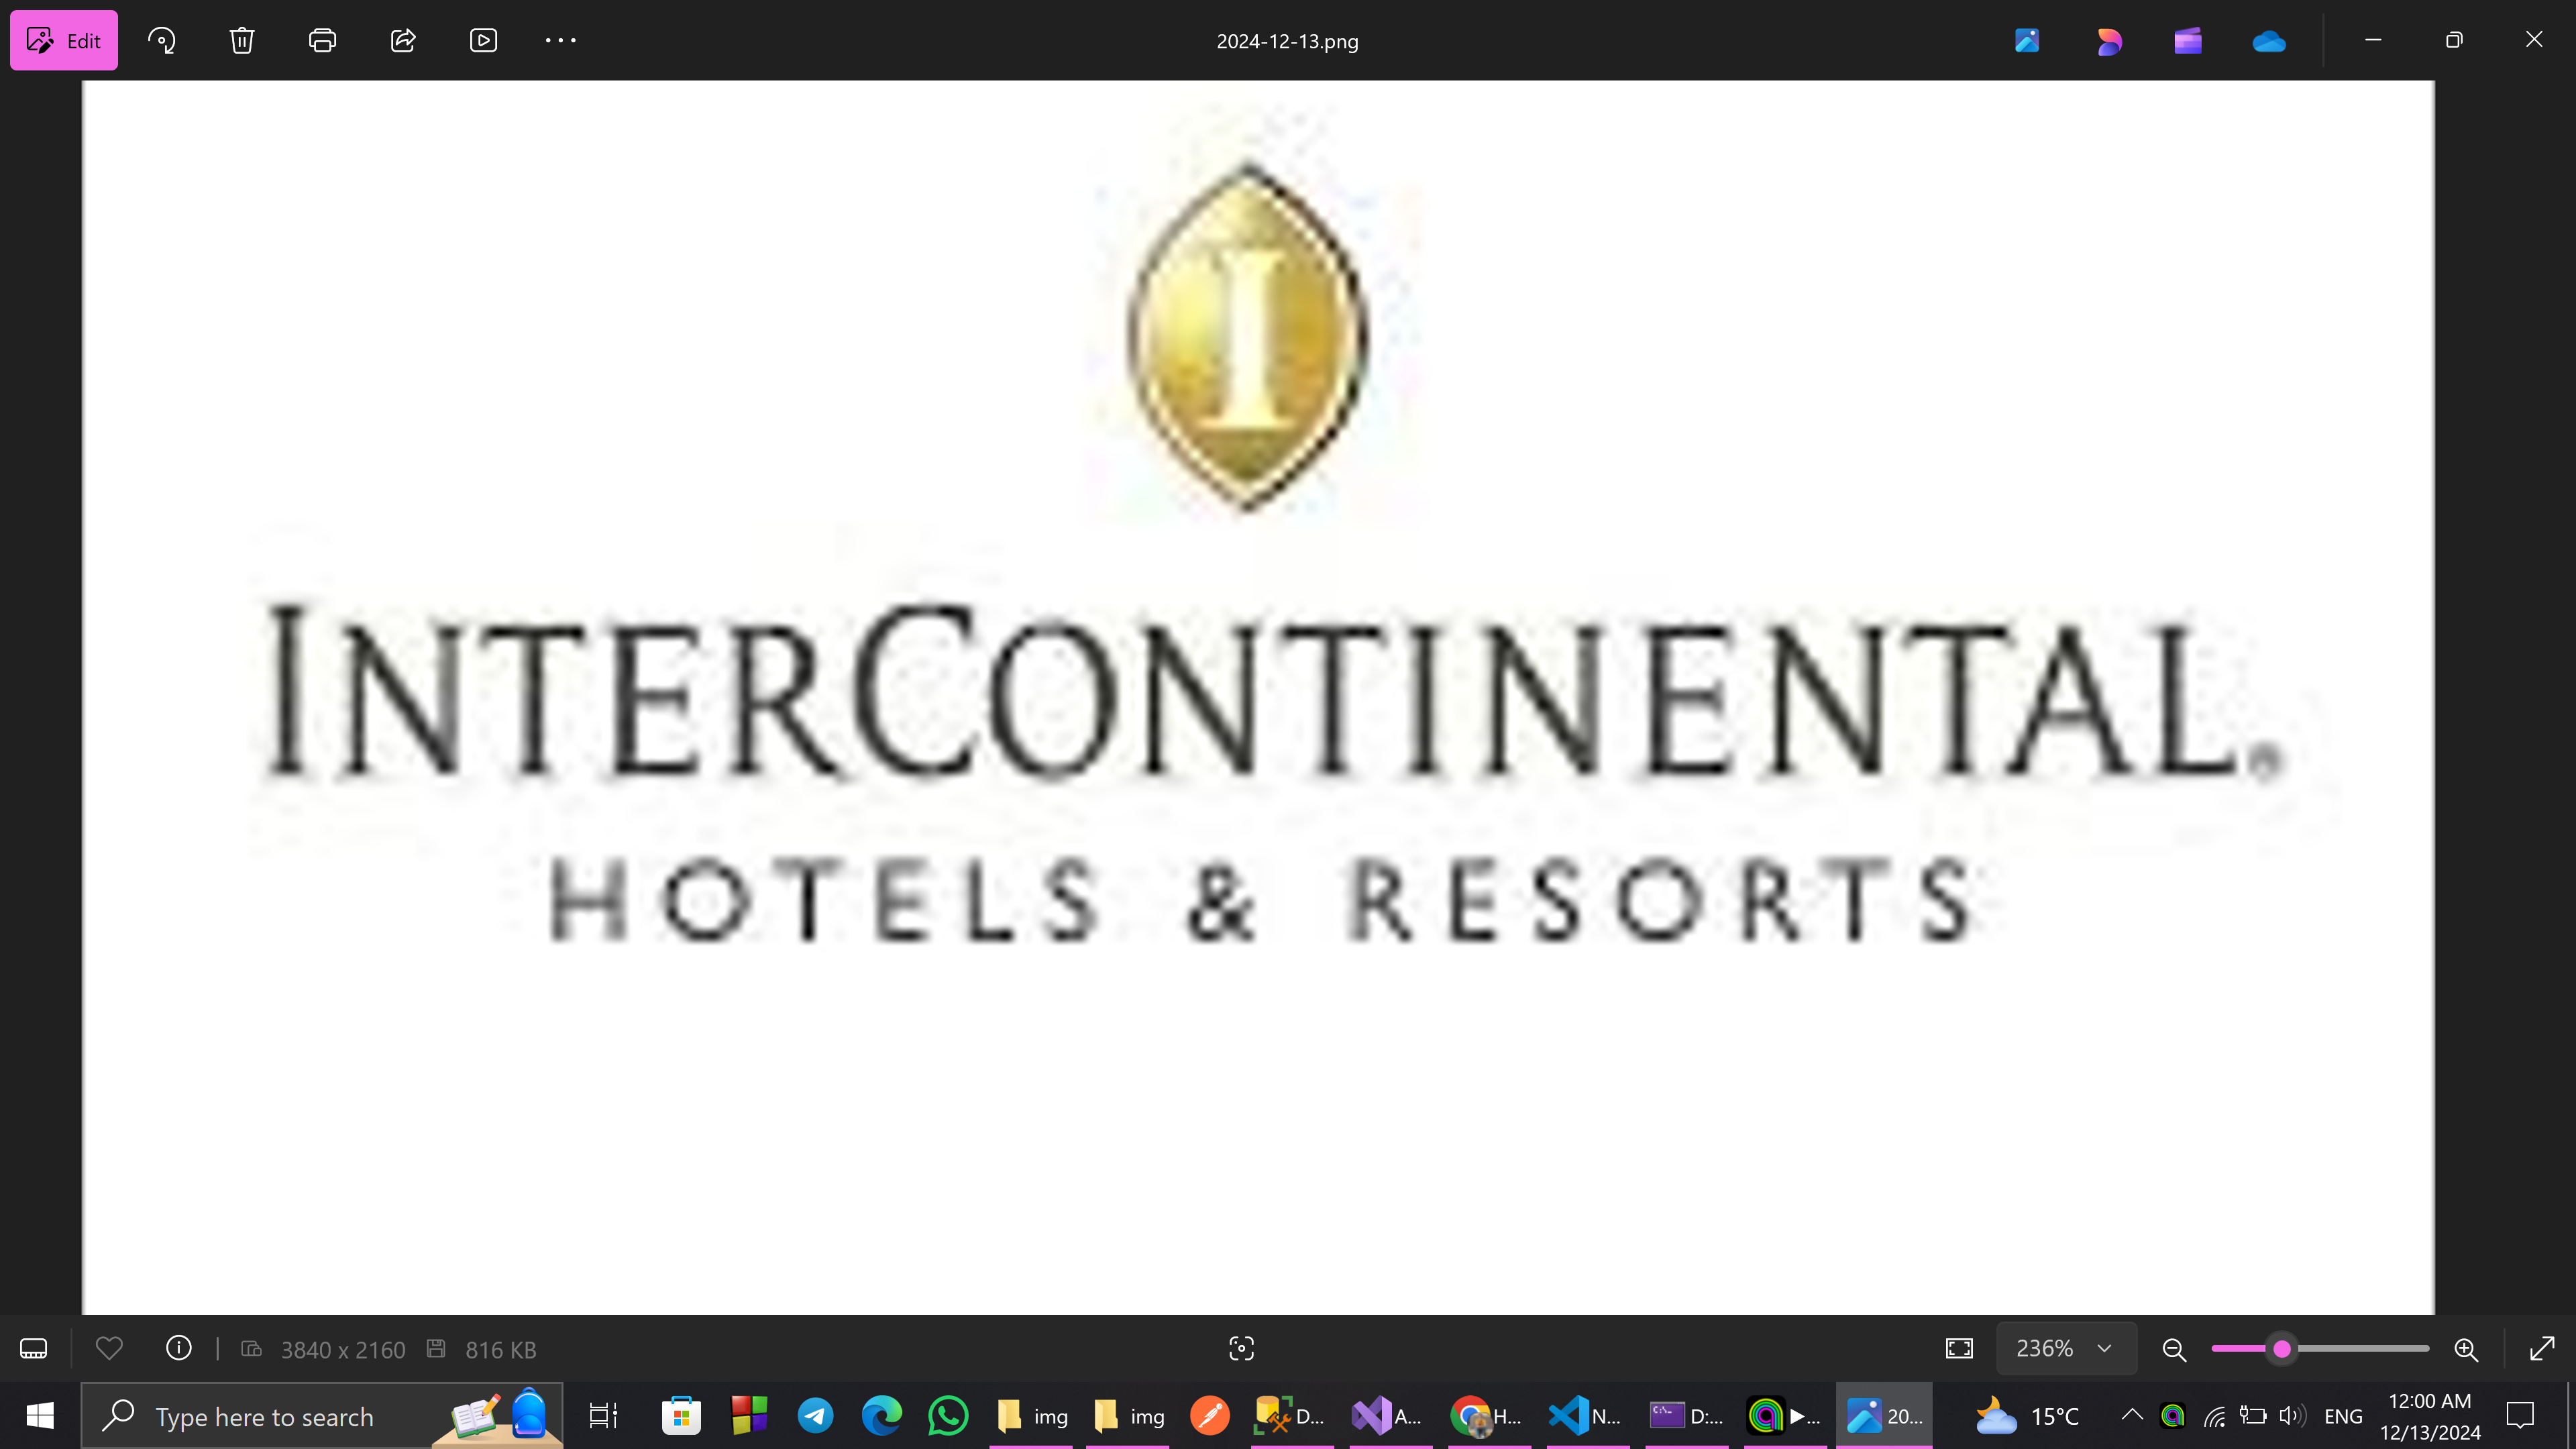 Edit
2024-12-13.png
I
INTERCONTINENTAL®
HOTELS & RESORTS
3840 x 2160
816 KB
236%
Type here to search
img
img
D...
A...
H...
N...
D:...
20...
15°C
ENG
12:00 AM
12/13/2024